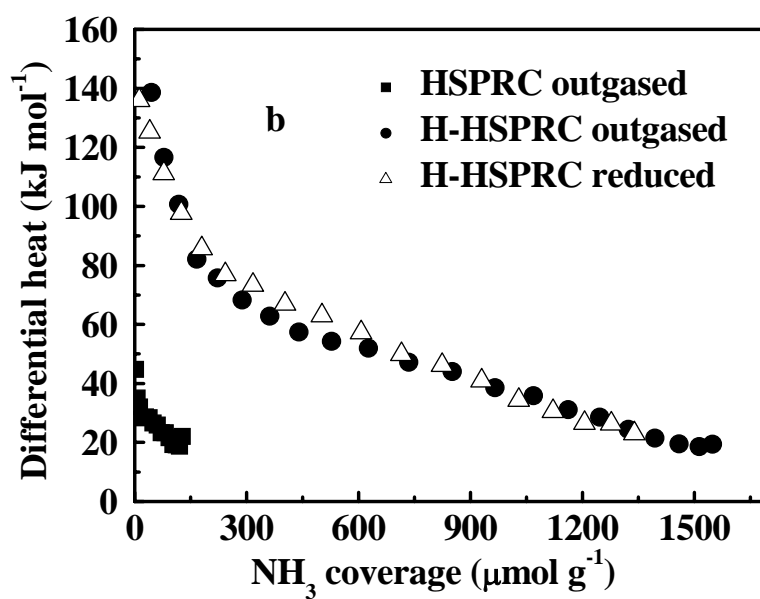 160
140
120
100
80
60
40
20
0
0 300 600 900 1200 1500
Differential heat (kJ mol⁻¹)
NH₃ coverage (μmol g⁻¹)
b
HSPRC outgased
H-HSPRC outgased
H-HSPRC reduced